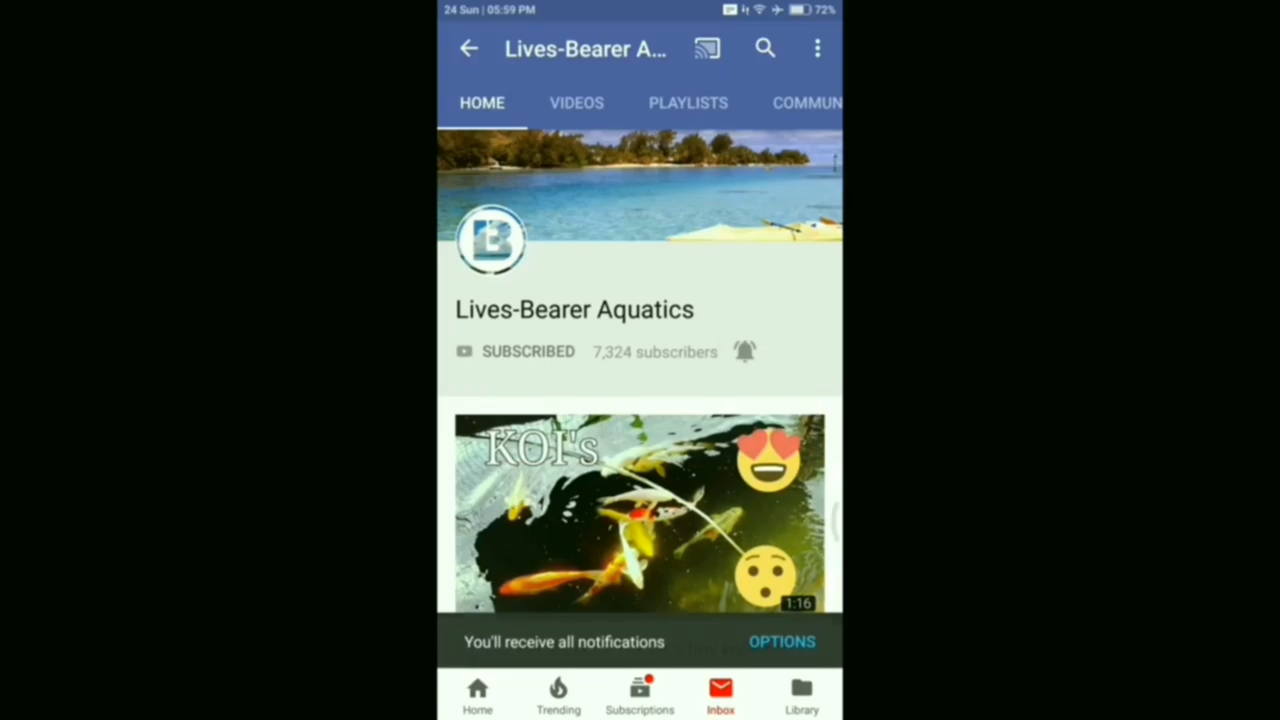 24 Sun | 05:59 PM 72%
Lives-Bearer A...
HOME VIDEOS PLAYLISTS COMMUN
Lives-Bearer Aquatics
SUBSCRIBED 7,324 subscribers
KOI's
1:16
You'll receive all notifications OPTIONS
Home Trending Subscriptions Inbox Library